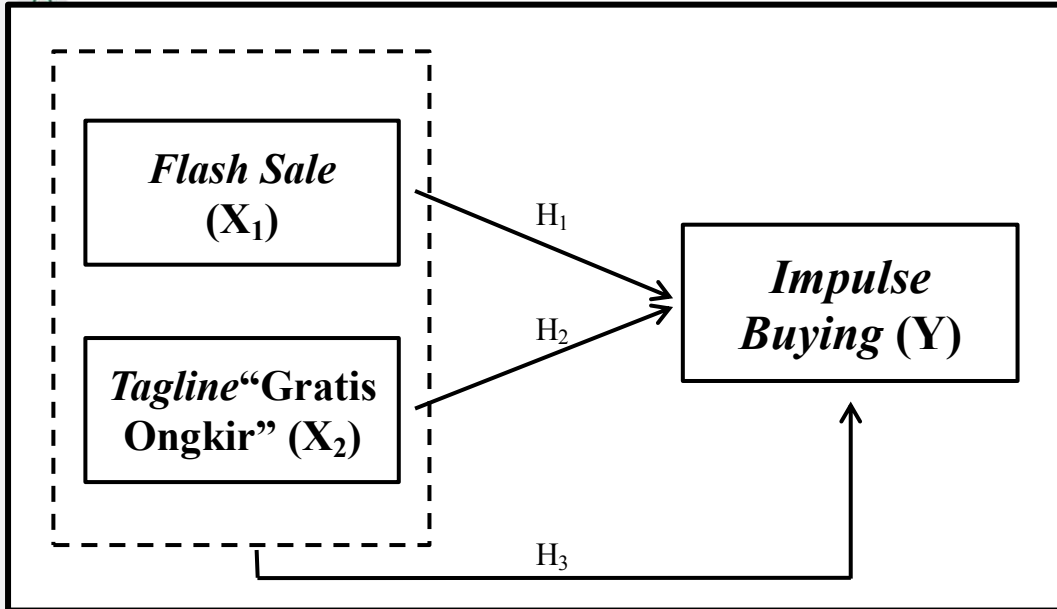 Flash Sale
(X₁)
H₁
Impulse
Buying (Y)
H₂
Tagline“Gratis
Ongkir” (X₂)
H₃